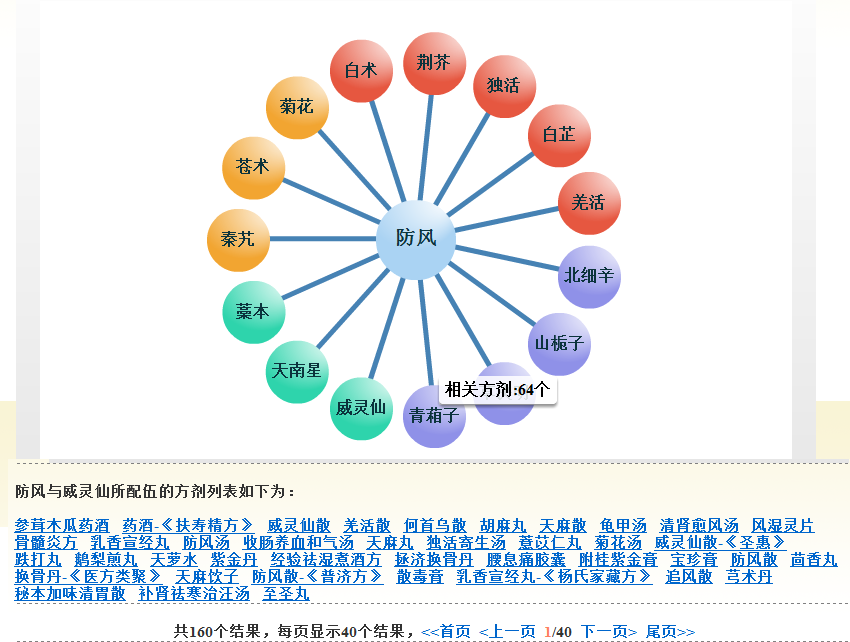 荆芥
白术
独活
菊花
白芷
苍术
羌活
防风
秦艽
北细辛
藁本
山栀子
天南星
相关方剂:64个
威灵仙
青葙子
防风与威灵仙所配伍的方剂列表如下为：
参茸木瓜药酒 药酒-《扶寿精方》 威灵仙散 羌活散 何首乌散 胡麻丸 天麻散 龟甲汤 清肾愈风汤 风湿灵片
骨髓炎方 乳香宣经丸 防风汤 收肠养血和气汤 天麻丸 独活寄生汤 薏苡仁丸 菊花汤 威灵仙散-《圣惠》
跌打丸 鹅梨煎丸 天萝水 紫金丹 经验祛湿煮酒方 拯济换骨丹 腰息痛胶囊 附桂紫金膏 宝珍膏 防风散 茴香丸
换骨丹-《医方类聚》 天麻饮子 防风散-《普济方》 散毒膏 乳香宣经丸-《杨氏家藏方》 追风散 芎术丹
秘本加味清胃散 补肾祛寒治汪汤 至圣丸
共160个结果，每页显示40个结果，<<首页 <上一页 1/40 下一页> 尾页>>